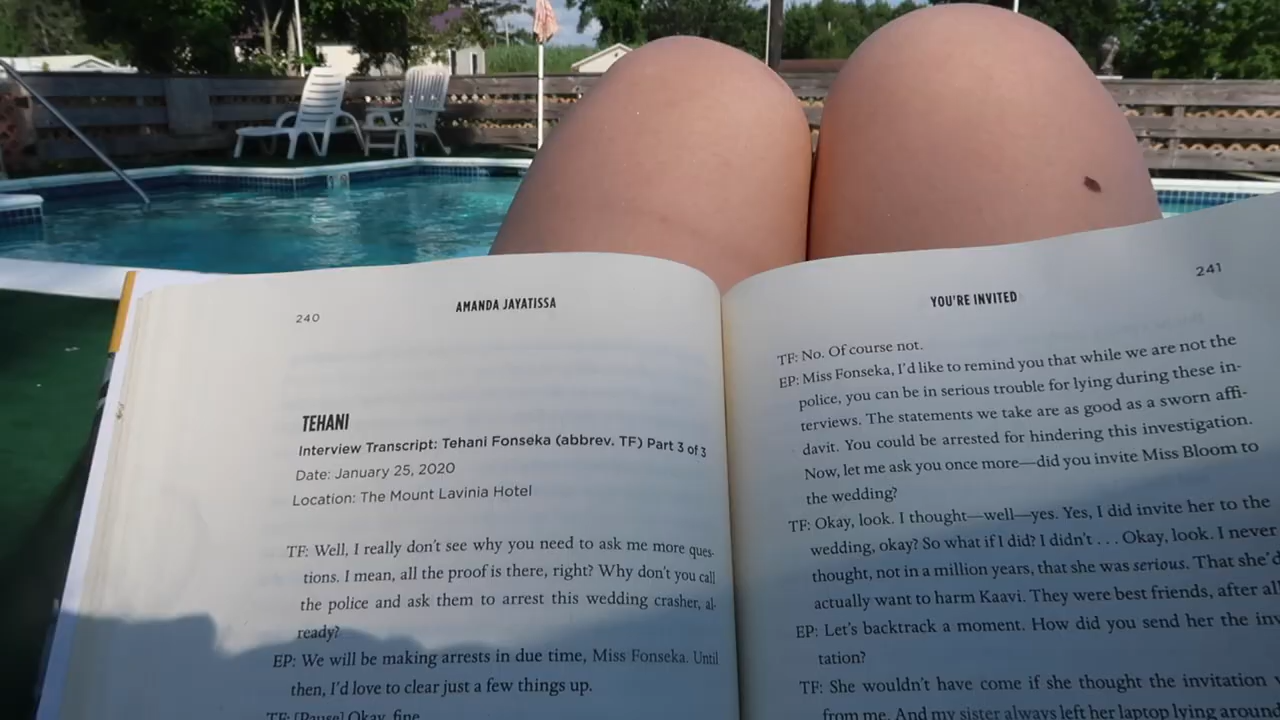 240
AMANDA JAYATISSA
TEHANI
Interview Transcript: Tehani Fonseka (abbrev. TF) Part 3 of 3
Date: January 25, 2020
Location: The Mount Lavinia Hotel
TF: Well, I really don't see why you need to ask me more ques-
tions. I mean, all the proof is there, right? Why don't you call
the police and ask them to arrest this wedding crasher, al-
ready?
EP: We will be making arrests in due time, Miss Fonseka. Until
then, I'd love to clear just a few things up.
TF: [Pause] Okay, fine.
YOU'RE INVITED
241
TF: No. Of course not.
EP: Miss Fonseka, I'd like to remind you that while we are not the
police, you can be in serious trouble for lying during these in-
terviews. The statements we take are as good as a sworn affi-
davit. You could be arrested for hindering this investigation.
Now, let me ask you once more—did you invite Miss Bloom to
the wedding?
TF: Okay, look. I thought—well—yes. Yes, I did invite her to the
wedding, okay? So what if I did? I didn't . . . Okay, look. I never
thought, not in a million years, that she was serious. That she'd
actually want to harm Kaavi. They were best friends, after all
EP: Let's backtrack a moment. How did you send her the inv
tation?
TF: She wouldn't have come if she thought the invitation
from me. And my sister always left her laptop lying around